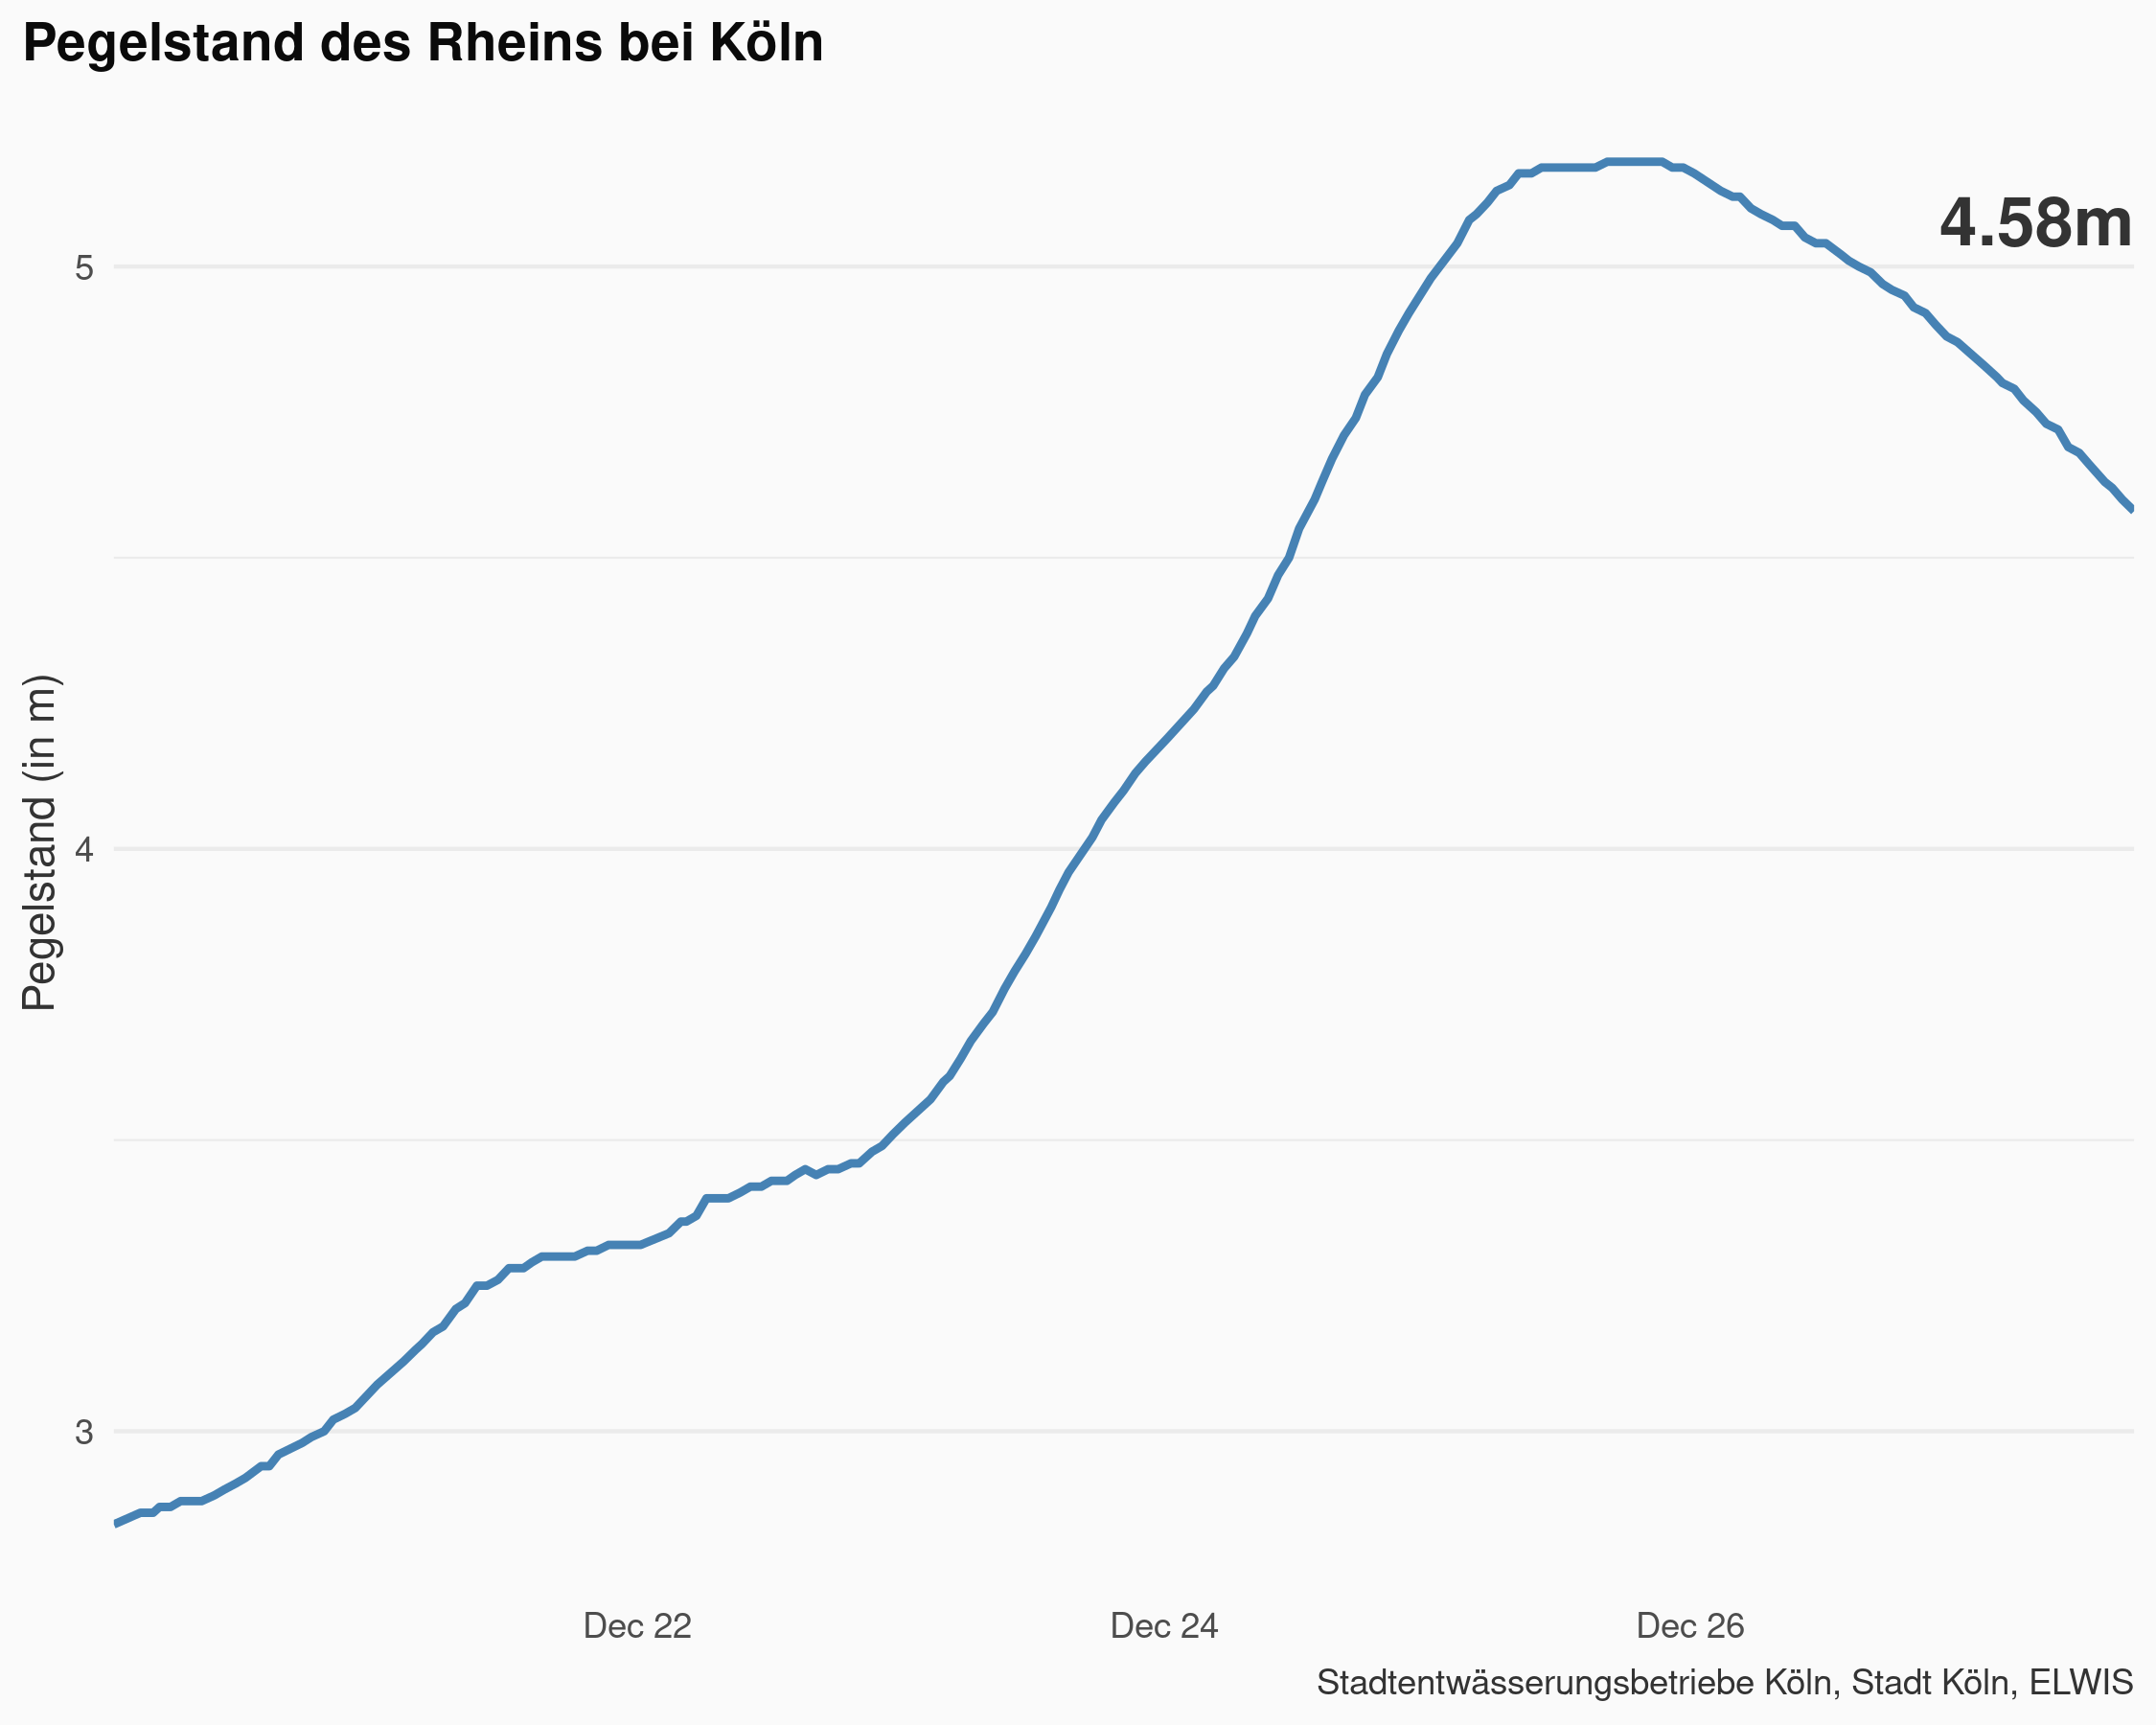 Pegelstand des Rheins bei Köln
4.58m
Pegelstand (in m)
5
4
3
Dec 22
Dec 24
Dec 26
Stadtentwässerungsbetriebe Köln, Stadt Köln, ELWIS